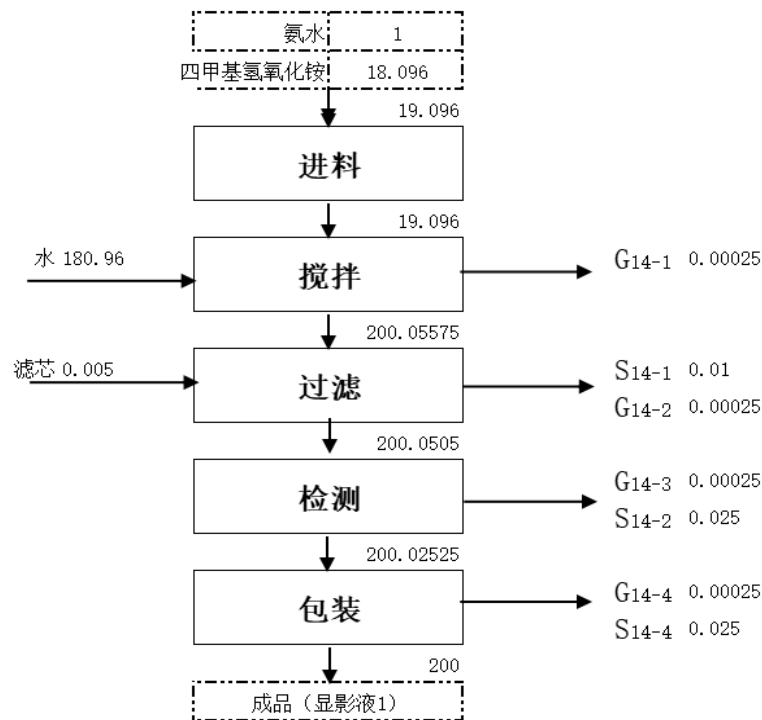 氨水 1
四甲基氢氧化铵 18.096
19.096
进料
19.096
水 180.96
搅拌
G14-1 0.00025
200.05575
滤芯 0.005
过滤
S14-1 0.01
G14-2 0.00025
200.0505
检测
G14-3 0.00025
S14-2 0.025
200.02525
包装
G14-4 0.00025
S14-4 0.025
200
成品（显影液1）